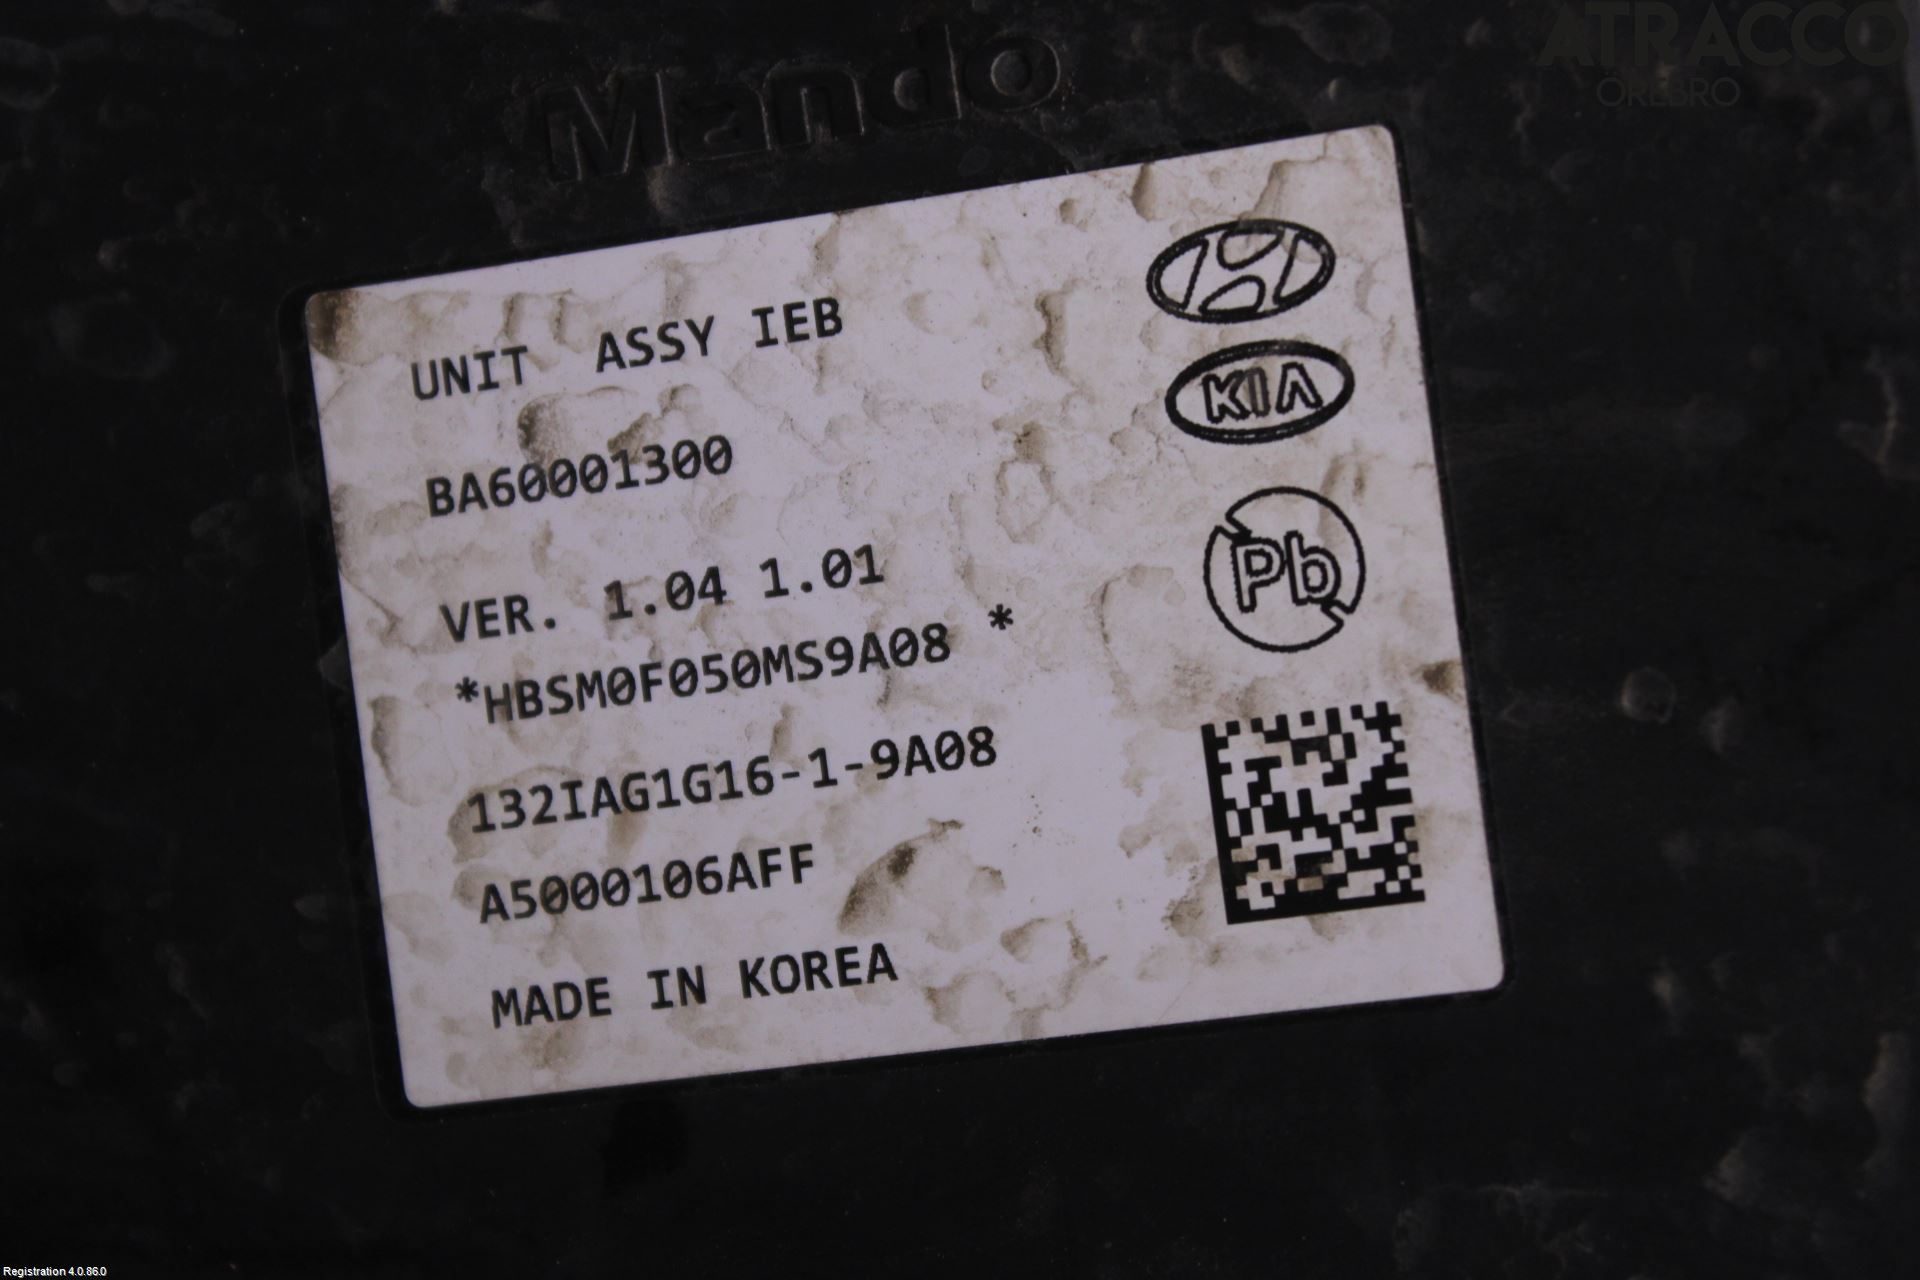 ATRACCO
ÖREBRO
Mando
UNIT ASSY IEB
BA60001300
VER. 1.04 1.01
*HBSM0F050MS9A08 *
132IAG1G16-1-9A08
A5000106AFF
MADE IN KOREA
KIA
Pb
Registration 4.0.86.0